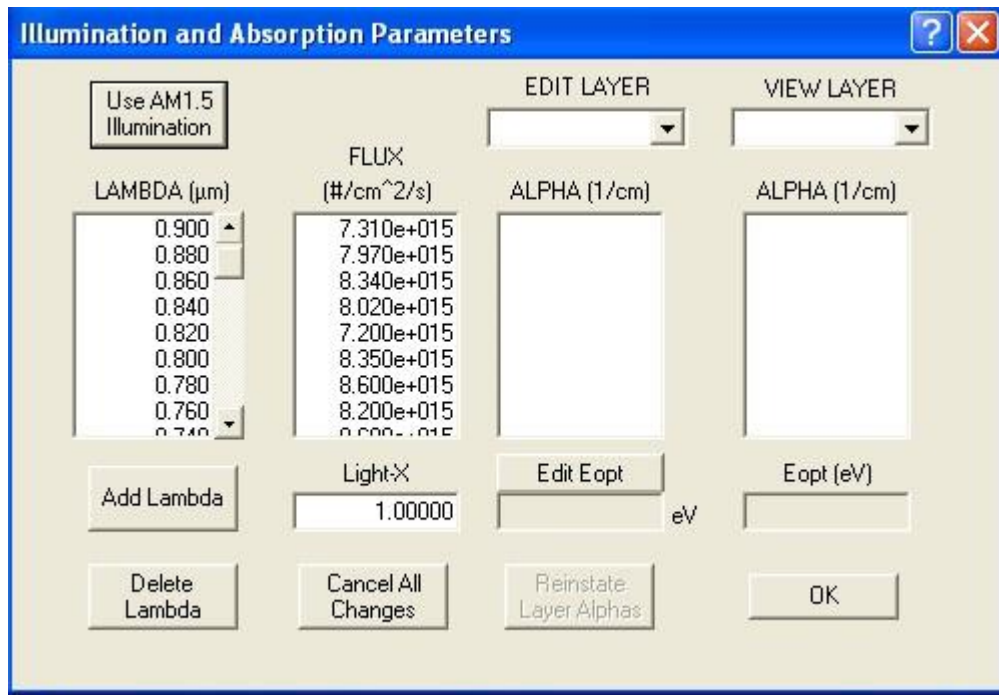 Illumination and Absorption Parameters
Use AM1.5
Illumination
EDIT LAYER
VIEW LAYER
FLUX
LAMBDA (µm)
(#/cm^2/s)
ALPHA (1/cm)
ALPHA (1/cm)
0.900
0.880
0.860
0.840
0.820
0.800
0.780
0.760
0.740
7.310e+015
7.970e+015
8.340e+015
8.020e+015
7.200e+015
8.350e+015
8.600e+015
8.200e+015
Add Lambda
Light-X
1.00000
Edit Eopt
eV
Eopt (eV)
Delete
Lambda
Cancel All
Changes
Reinstate
Layer Alphas
OK